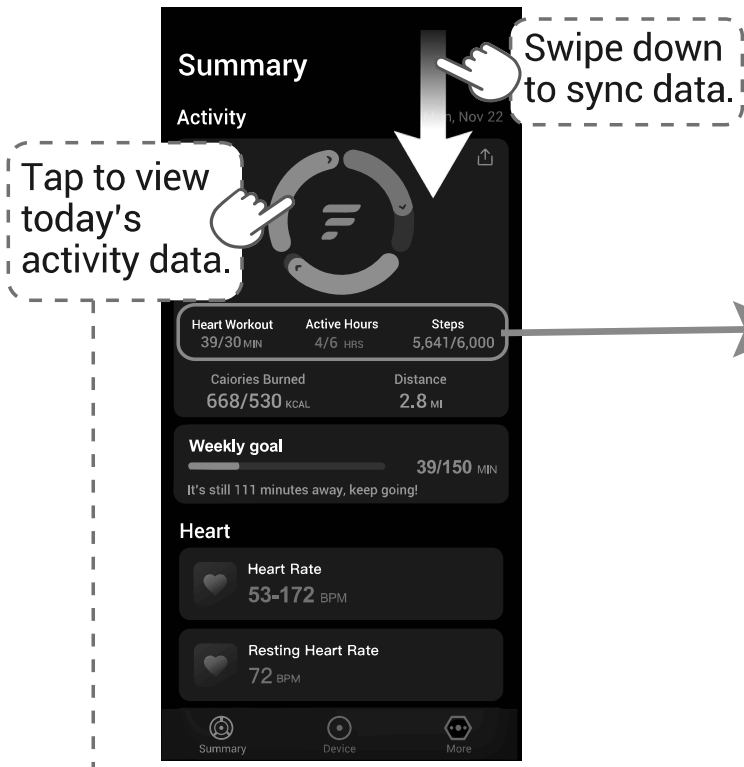 Swipe down
to sync data.
Summary
Activity
Nov 22
Tap to view
today's
activity data.
Heart Workout Active Hours Steps
39/30 MIN 4/6 HRS 5,641/6,000
Caiories Burned Distance
668/530 KCAL 2.8 MI
Weekly goal
39/150 MIN
It's still 111 minutes away, keep going!
Heart
Heart Rate
53-172 BPM
Resting Heart Rate
72 BPM
Summary Device More